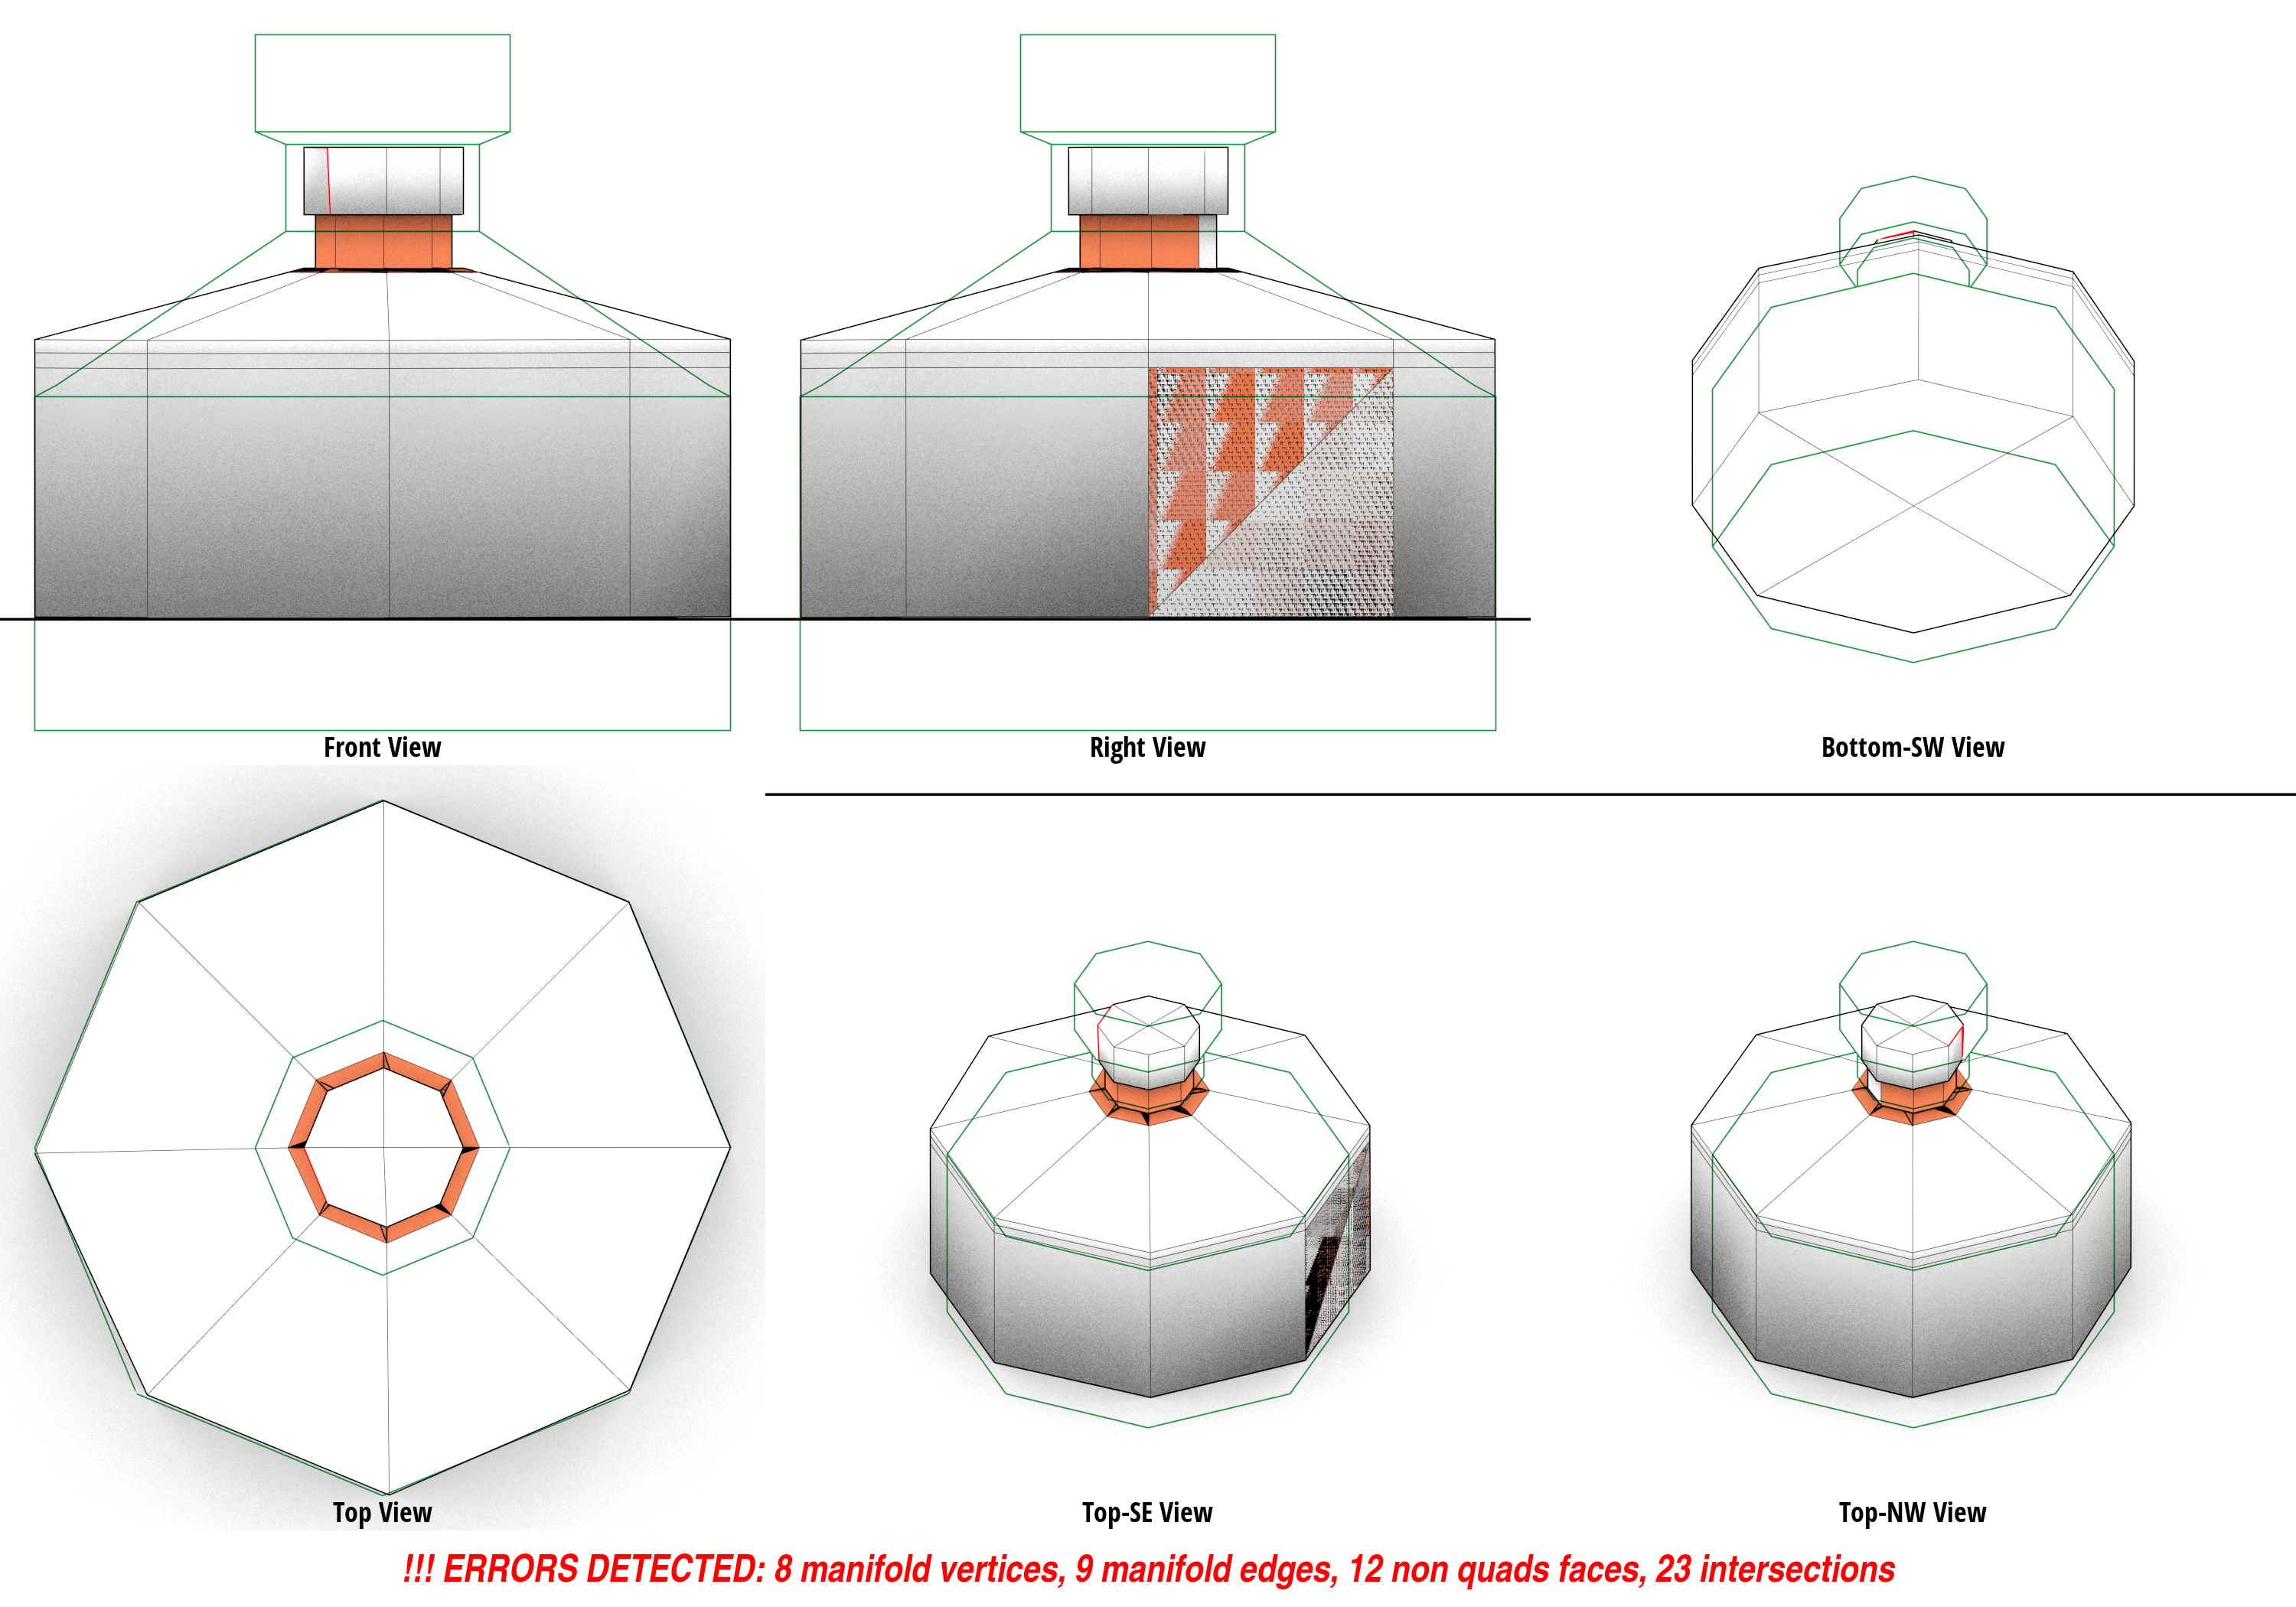 Front View
Right View
Bottom-SW View
Top View
Top-SE View
Top-NW View
!!! ERRORS DETECTED: 8 manifold vertices, 9 manifold edges, 12 non quads faces, 23 intersections